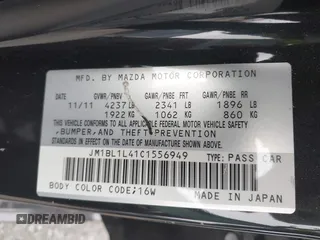 MFD. BY MAZDA MOTOR CORPORATION
GVWR/PNBV GAWR/PNBE FRT GAWR/PNBE RR
11/11 4237 LB 2341 LB 1896 LB
1922 KG 1062 KG 860 KG
THIS VEHICLE CONFORMS TO ALL APPLICABLE FEDERAL MOTOR VEHICLE SAFETY
, BUMPER, AND THEFT PREVENTION
STANDARDS IN EFFECT ON THE DATE OF MANUFACTURE SHOWN ABOVE.
JM1BL1L41C1556949 TYPE: PASS CAR
BODY COLOR CODE:16W MADE IN JAPAN
DREAMBID